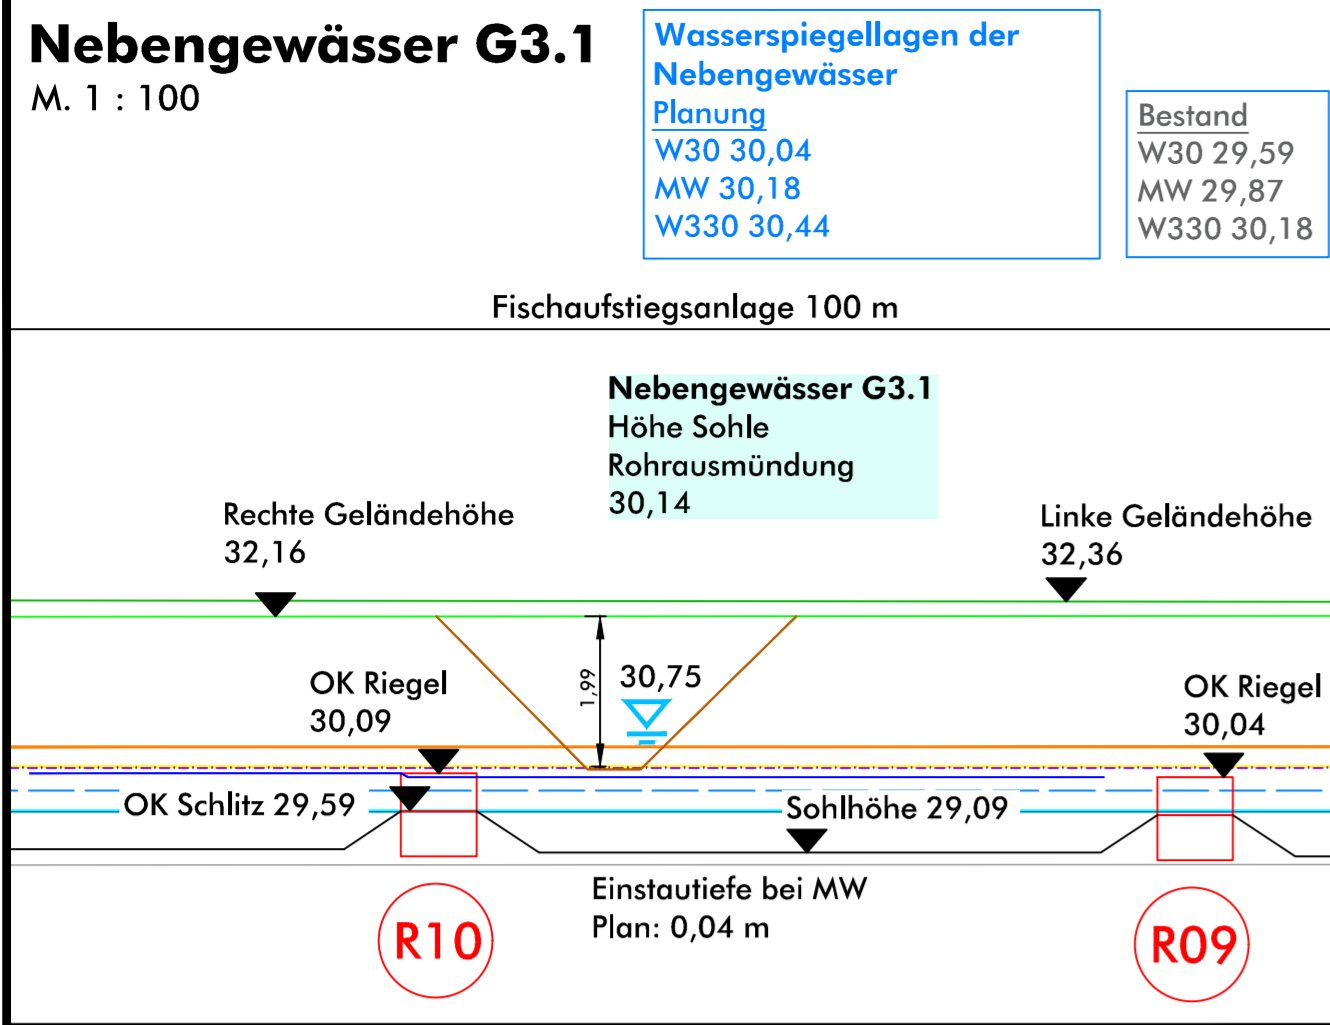 Nebengewässer G3.1
M. 1 : 100
Wasserspiegellagen der
Nebengewässer
Planung
W30 30,04
MW 30,18
W330 30,44
Bestand
W30 29,59
MW 29,87
W330 30,18
Fischaufstiegsanlage 100 m
Nebengewässer G3.1
Höhe Sohle
Rohrausmündung
30,14
Rechte Geländehöhe
32,16
Linke Geländehöhe
32,36
1,99
30,75
OK Riegel
30,09
OK Riegel
30,04
OK Schlitz 29,59
Sohlhöhe 29,09
Einstautiefe bei MW
Plan: 0,04 m
R10
R09